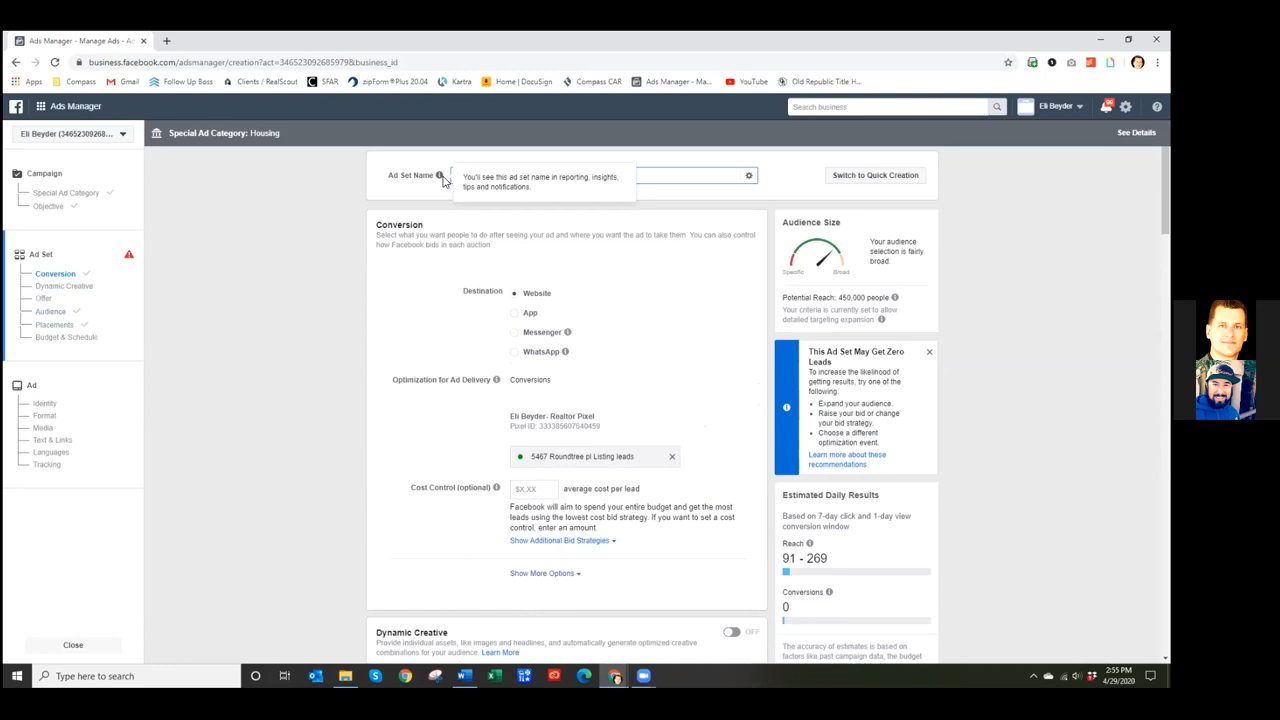 Ads Manager - Manage Ads - Ac
business.facebook.com/adsmanager/creation?act=346523092685979&business_id
Apps
Compass
Gmail
Follow Up Boss
Clients / RealScout
SFAR
zipForm®Plus 20.04
Kartra
Home | DocuSign
Compass CAR
Ads Manager - Ma...
YouTube
Old Republic Title H...
Ads Manager
Search business
Eli Beyder
Eli Beyder (34652309268...
Special Ad Category: Housing
See Details
Campaign
Special Ad Category
Objective
Ad Set
Conversion
Dynamic Creative
Offer
Audience
Placements
Budget & Schedule
Ad
Identity
Format
Media
Text & Links
Languages
Tracking
Close
Ad Set Name
You'll see this ad set name in reporting, insights,
tips and notifications.
Switch to Quick Creation
Conversion
Select what you want people to do after seeing your ad and where you want the ad to take them. You can also control
how Facebook bids in each auction
Destination
Website
App
Messenger
WhatsApp
Optimization for Ad Delivery
Conversions
Eli Beyder- Realtor Pixel
Pixel ID: 333385607640459
5467 Roundtree pl Listing leads
Cost Control (optional)
$X.XX
average cost per lead
Facebook will aim to spend your entire budget and get the most
leads using the lowest cost bid strategy. If you want to set a cost
control, enter an amount.
Show Additional Bid Strategies
Show More Options
Dynamic Creative
OFF
Provide individual assets, like images and headlines, and automatically generate optimized creative
combinations for your audience. Learn More
Audience Size
Specific
Broad
Your audience
selection is fairly
broad.
Potential Reach: 450,000 people
Your criteria is currently set to allow
detailed targeting expansion
This Ad Set May Get Zero
Leads
To increase the likelihood of
getting results, try one of the
following:
• Expand your audience.
• Raise your bid or change
your bid strategy.
• Choose a different
optimization event.
Learn more about these
recommendations
Estimated Daily Results
Based on 7-day click and 1-day view
conversion window
Reach
91 - 269
Conversions
0
The accuracy of estimates is based on
factors like past campaign data, the budget
Type here to search
2:55 PM
4/29/2020